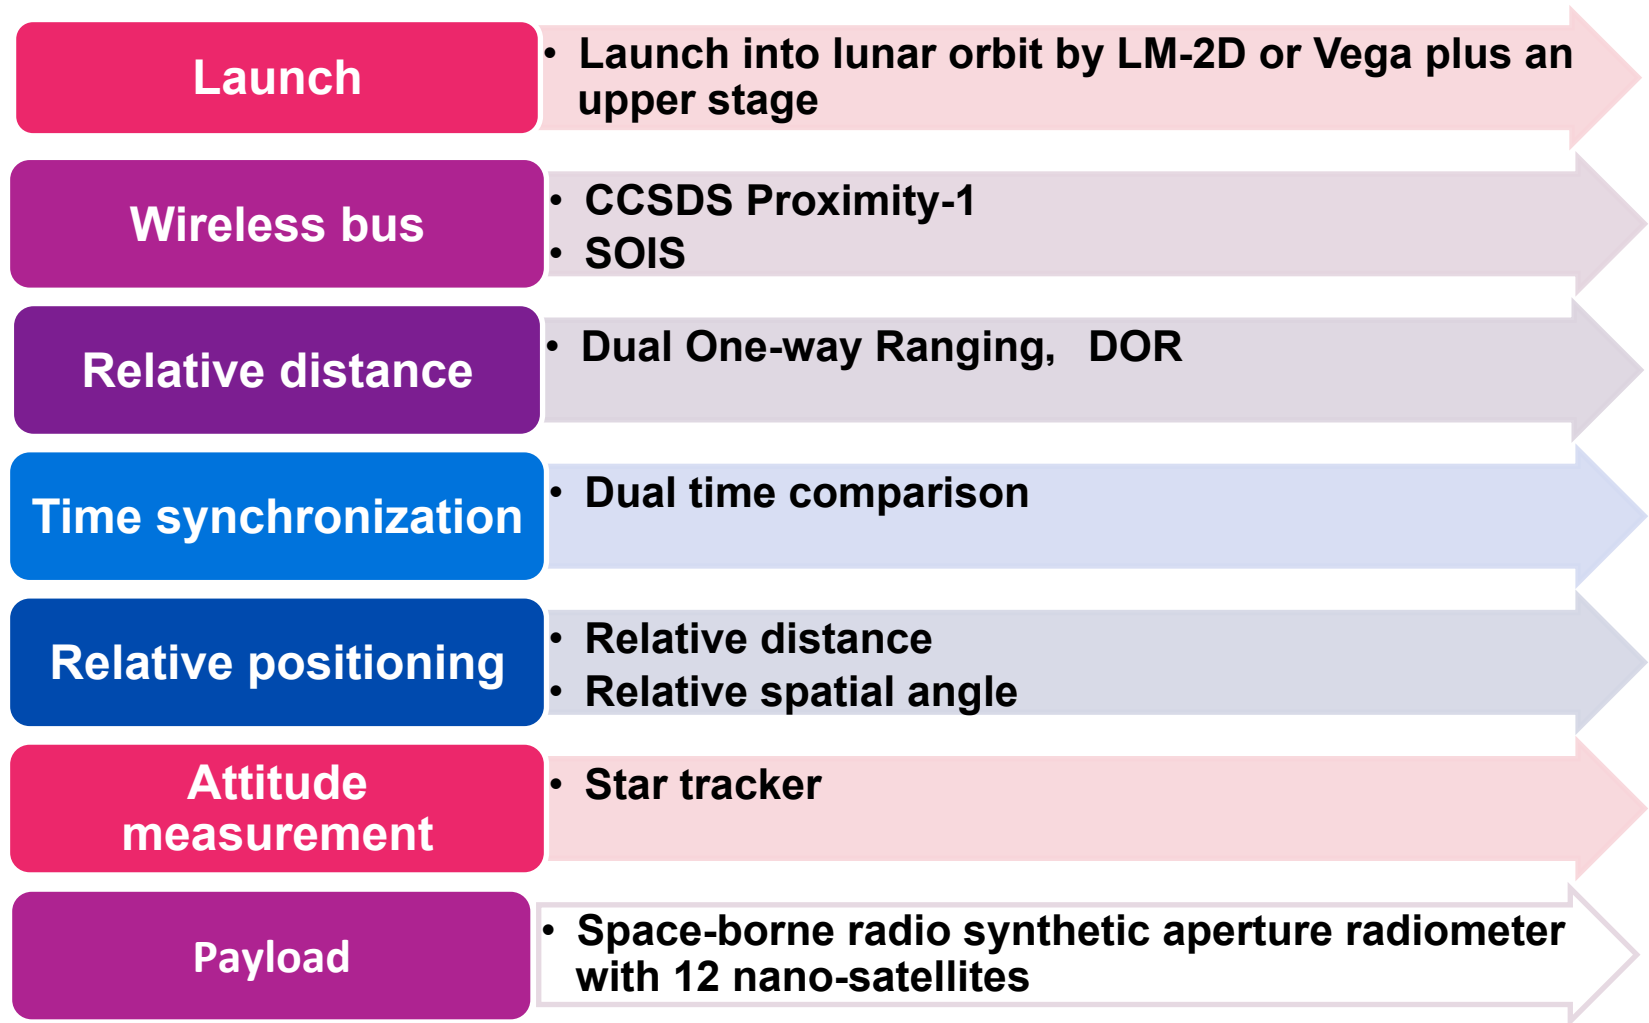 Launch
• Launch into lunar orbit by LM-2D or Vega plus an
upper stage
Wireless bus
• CCSDS Proximity-1
• SOIS
Relative distance
• Dual One-way Ranging， DOR
Time synchronization
• Dual time comparison
Relative positioning
• Relative distance
• Relative spatial angle
Attitude
measurement
• Star tracker
Payload
• Space-borne radio synthetic aperture radiometer
with 12 nano-satellites